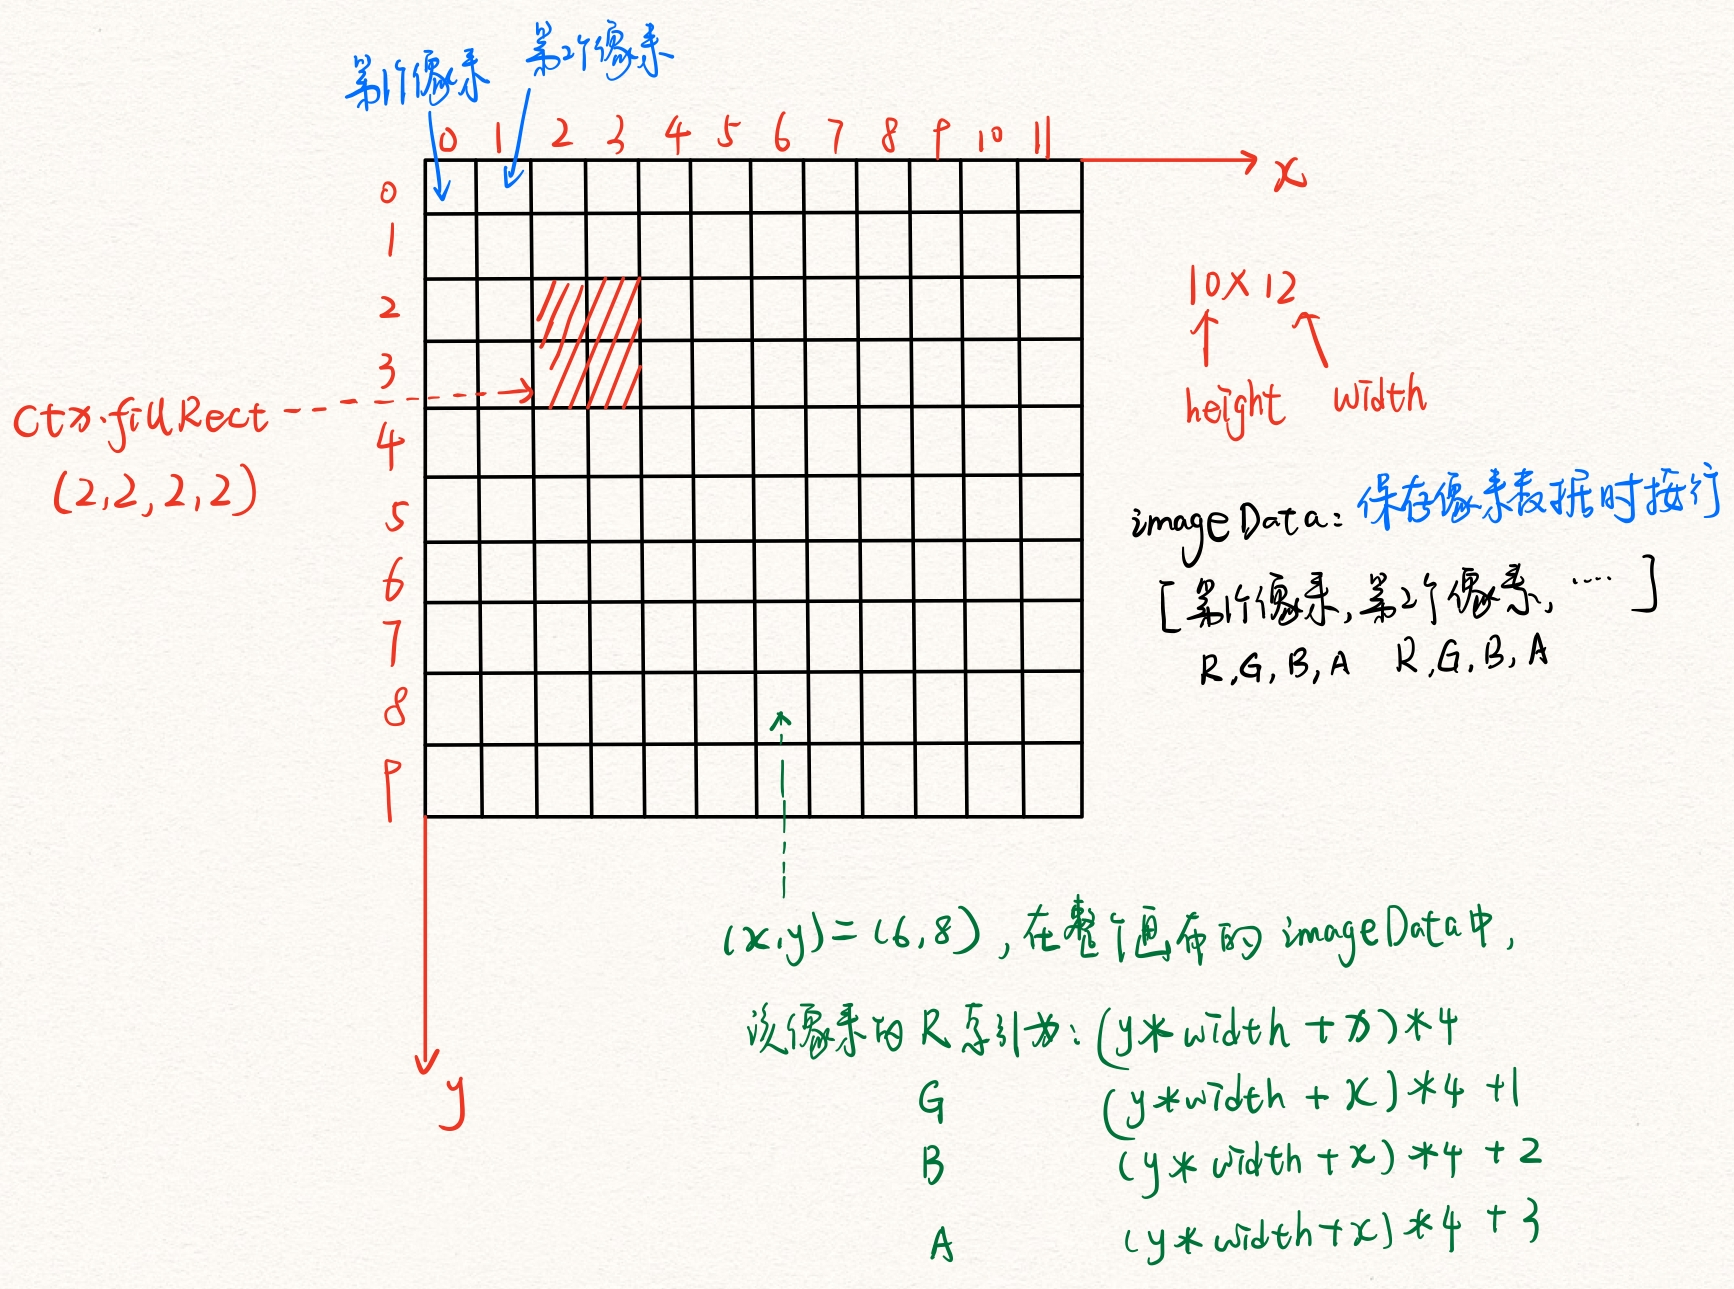 第1个像素
第2个像素
0 1 2 3 4 5 6 7 8 9 10 11
x
0
1
2
3
4
5
6
7
8
9
y
10×12
height width
ctx.fillRect
(2,2,2,2)
imageData: 保存像素数据时按行
[第1个像素,第2个像素, ……]
R,G,B,A R,G,B,A
(x,y)=(6,8),在整个画布的imageData中,
该像素的R索引为:(y*width+x)*4
G (y*width+x)*4+1
B (y*width+x)*4+2
A (y*width+x)*4+3